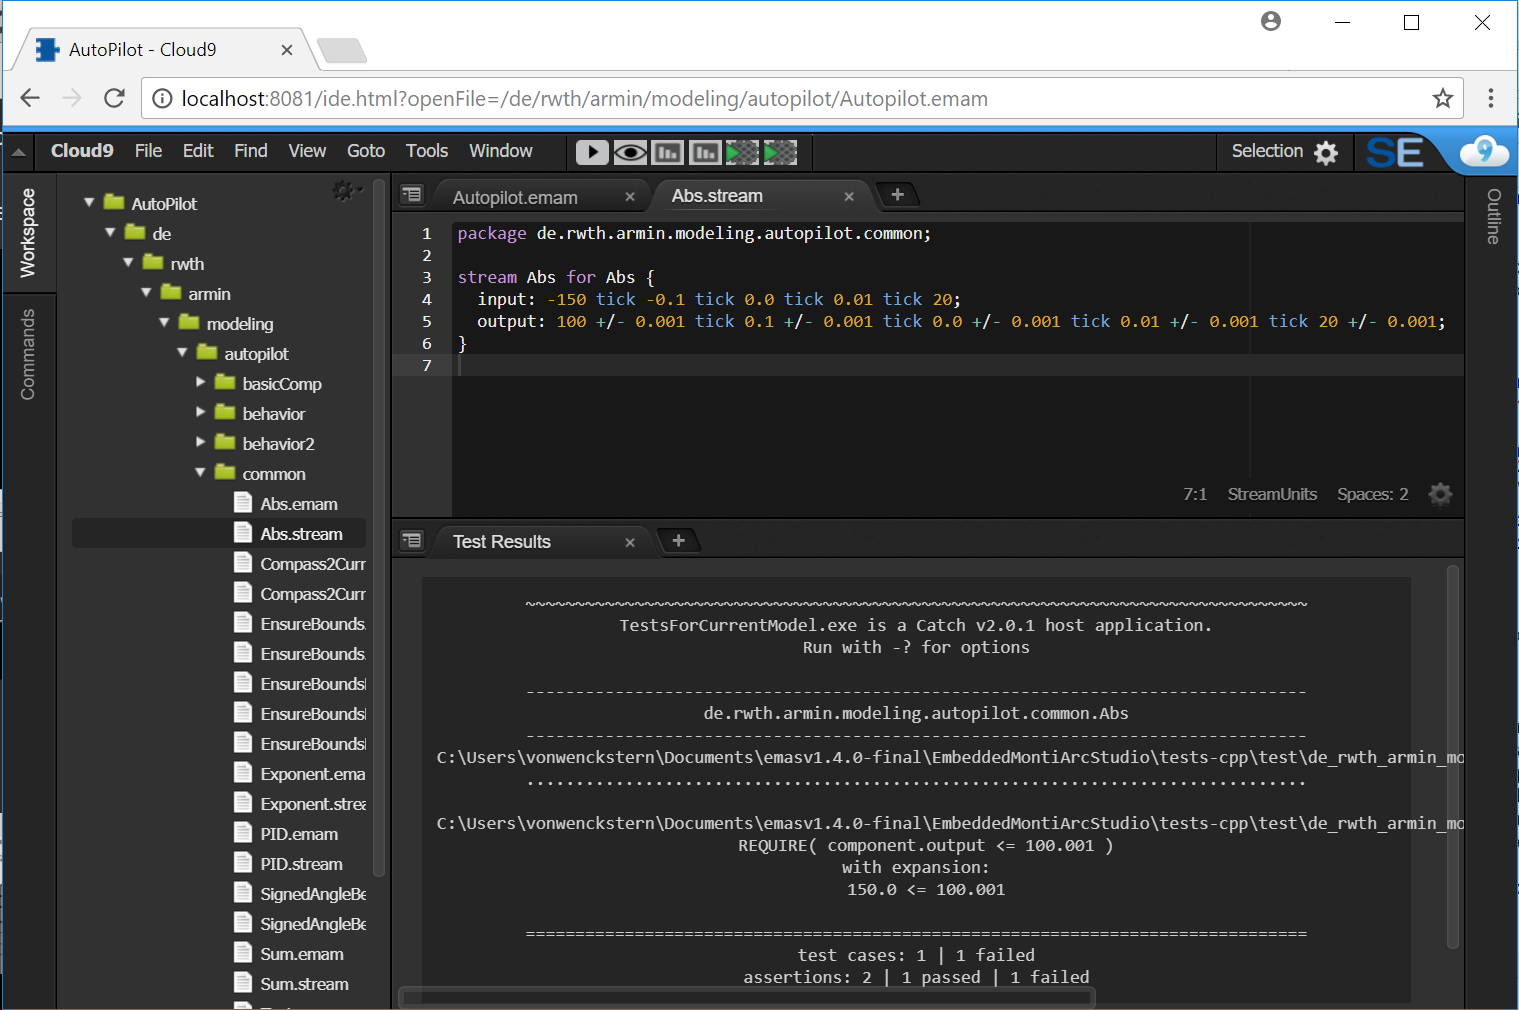 AutoPilot - Cloud9
localhost:8081/ide.html?openFile=/de/rwth/armin/modeling/autopilot/Autopilot.emam
Cloud9 File Edit Find View Goto Tools Window Selection SE 9
Workspace
Commands
AutoPilot
de
rwth
armin
modeling
autopilot
basicComp
behavior
behavior2
common
Abs.emam
Abs.stream
Compass2Curr
Compass2Curr
EnsureBounds.
EnsureBounds.
EnsureBounds
EnsureBounds
EnsureBounds
Exponent.ema
Exponent.strea
PID.emam
PID.stream
SignedAngleBe
SignedAngleBe
Sum.emam
Sum.stream
Autopilot.emam Abs.stream
1 package de.rwth.armin.modeling.autopilot.common;
2
3 stream Abs for Abs {
4 input: -150 tick -0.1 tick 0.0 tick 0.01 tick 20;
5 output: 100 +/- 0.001 tick 0.1 +/- 0.001 tick 0.0 +/- 0.001 tick 0.01 +/- 0.001 tick 20 +/- 0.001;
6 }
7
7:1 StreamUnits Spaces: 2
Outline
Test Results
~~~~~~~~~~~~~~~~~~~~~~~~~~~~~~~~~~~~~~~~~~~~~~~~~~~~~~~~~~~~~~~~~~~~~~~~~~~~~~~
TestsForCurrentModel.exe is a Catch v2.0.1 host application.
Run with -? for options
-------------------------------------------------------------------------------
de.rwth.armin.modeling.autopilot.common.Abs
-------------------------------------------------------------------------------
C:\Users\vonwenckstern\Documents\emasv1.4.0-final\EmbeddedMontiArcStudio\tests-cpp\test\de_rwth_armin_mo
...............................................................................
C:\Users\vonwenckstern\Documents\emasv1.4.0-final\EmbeddedMontiArcStudio\tests-cpp\test\de_rwth_armin_mo
REQUIRE( component.output <= 100.001 )
with expansion:
150.0 <= 100.001
===============================================================================
test cases: 1 | 1 failed
assertions: 2 | 1 passed | 1 failed